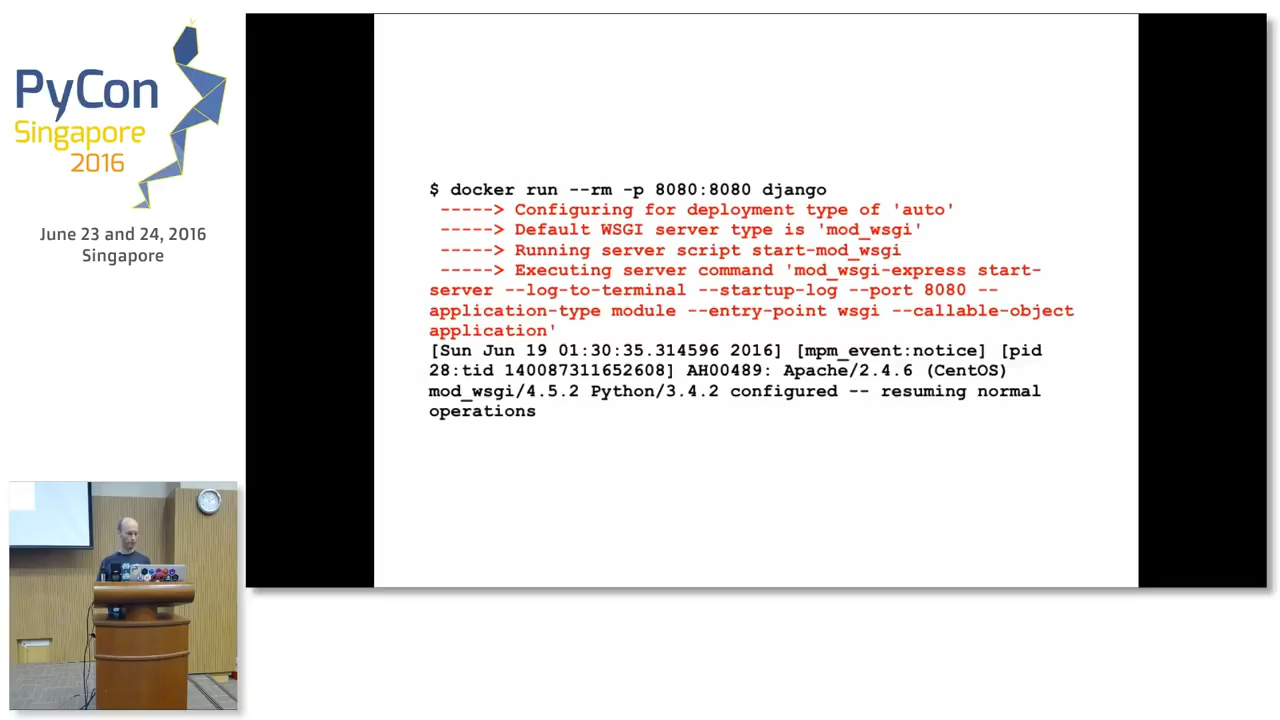 PyCon
Singapore
2016
June 23 and 24, 2016
Singapore
$ docker run --rm -p 8080:8080 django
-----> Configuring for deployment type of 'auto'
-----> Default WSGI server type is 'mod_wsgi'
-----> Running server script start-mod_wsgi
-----> Executing server command 'mod_wsgi-express start-
server --log-to-terminal --startup-log --port 8080 --
application-type module --entry-point wsgi --callable-object
application'
[Sun Jun 19 01:30:35.314596 2016] [mpm_event:notice] [pid
28:tid 140087311652608] AH00489: Apache/2.4.6 (CentOS)
mod_wsgi/4.5.2 Python/3.4.2 configured -- resuming normal
operations